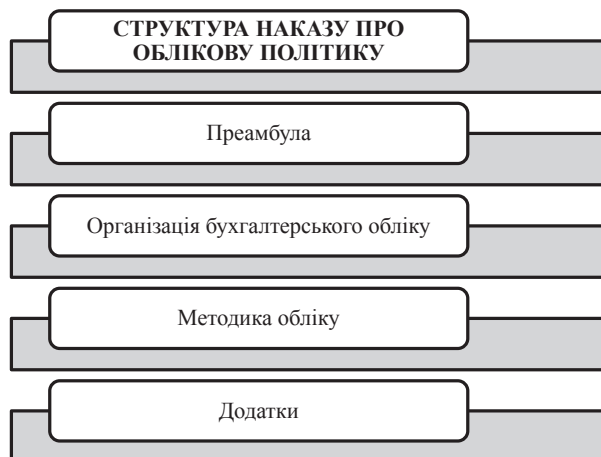 СТРУКТУРА НАКАЗУ ПРО
ОБЛІКОВУ ПОЛІТИКУ
Преамбула
Організація бухгалтерського обліку
Методика обліку
Додатки